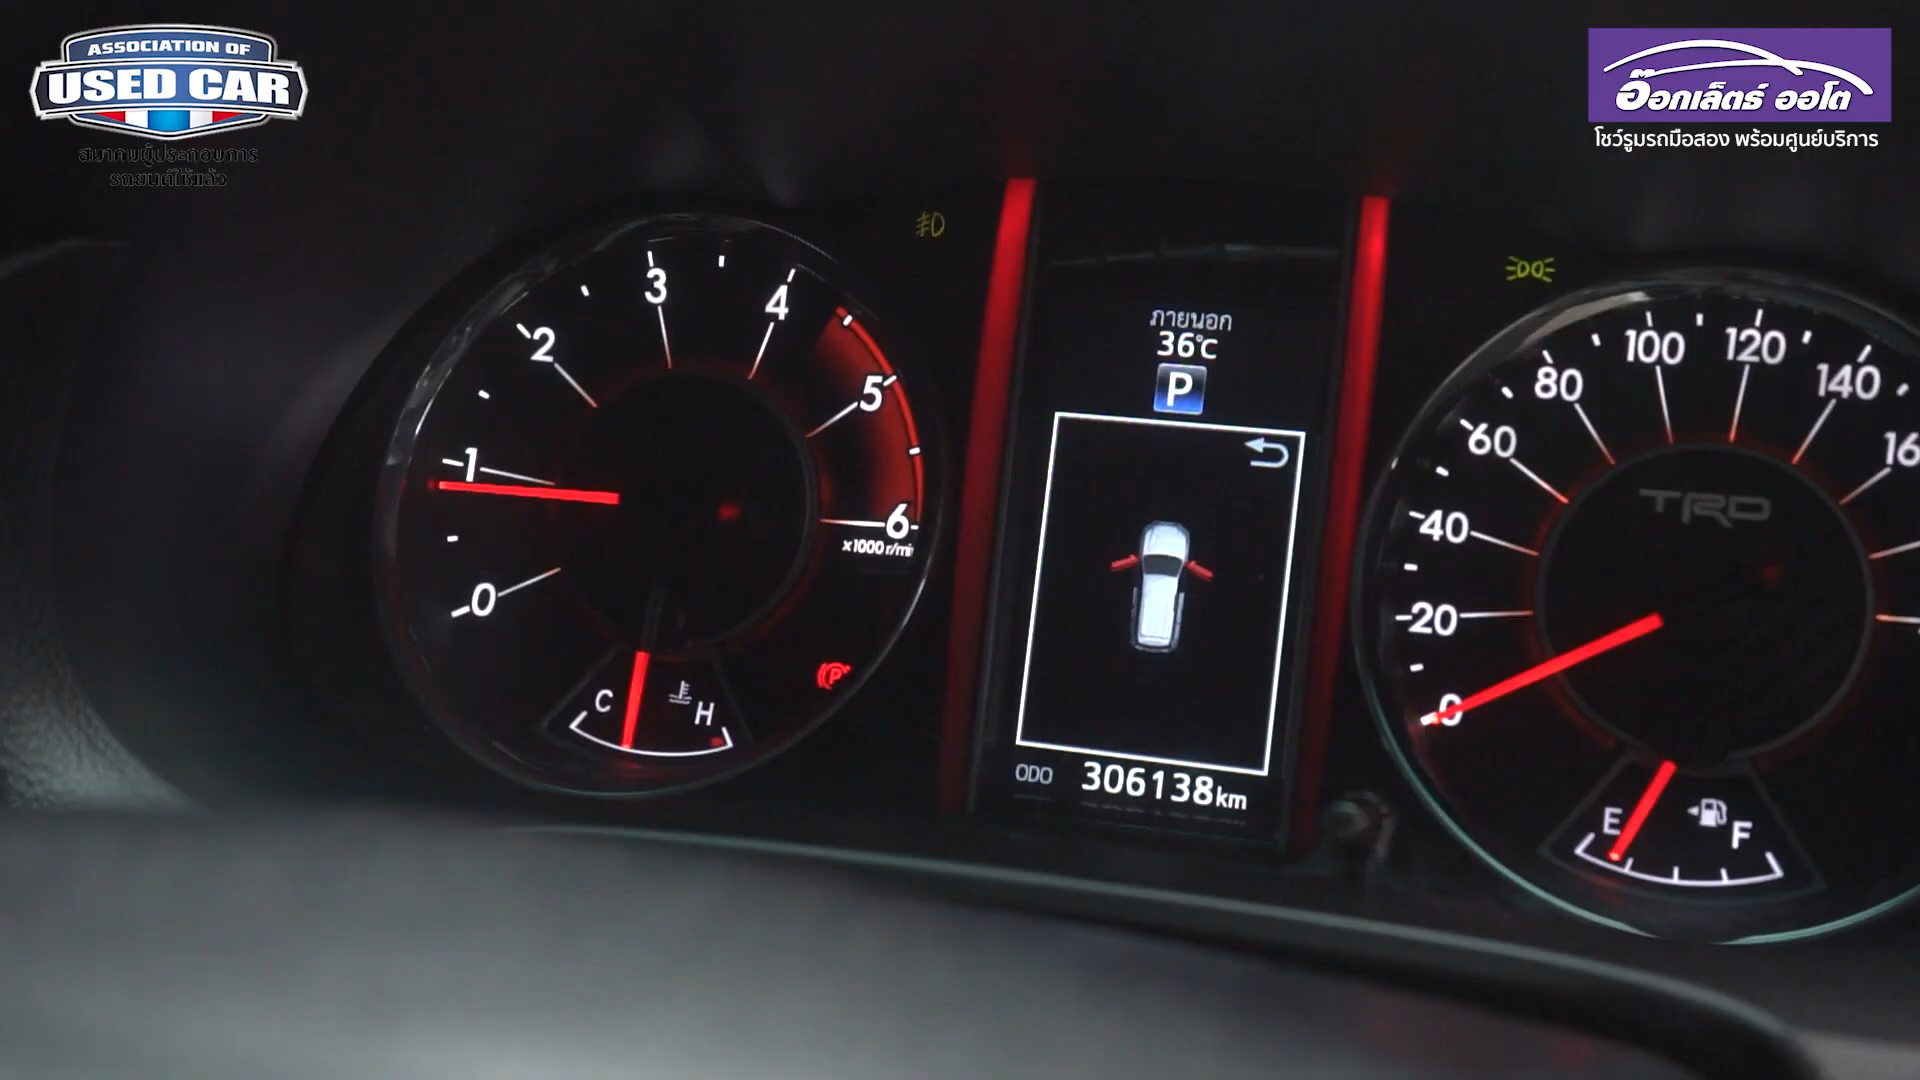 ASSOCIATION OF
USED CAR
สมาคมผู้ประกอบการ
รถยนต์ใช้แล้ว
อ๊อกเล็ตธ์ ออโต
โชว์รูมรถมือสอง พร้อมศูนย์บริการ
0
1
2
3
4
5
6
x1000 r/min
C
H
P
ภายนอก
36°C
P
ODO 306138km
0
20
40
60
80
100
120
140
16
TRD
E
F